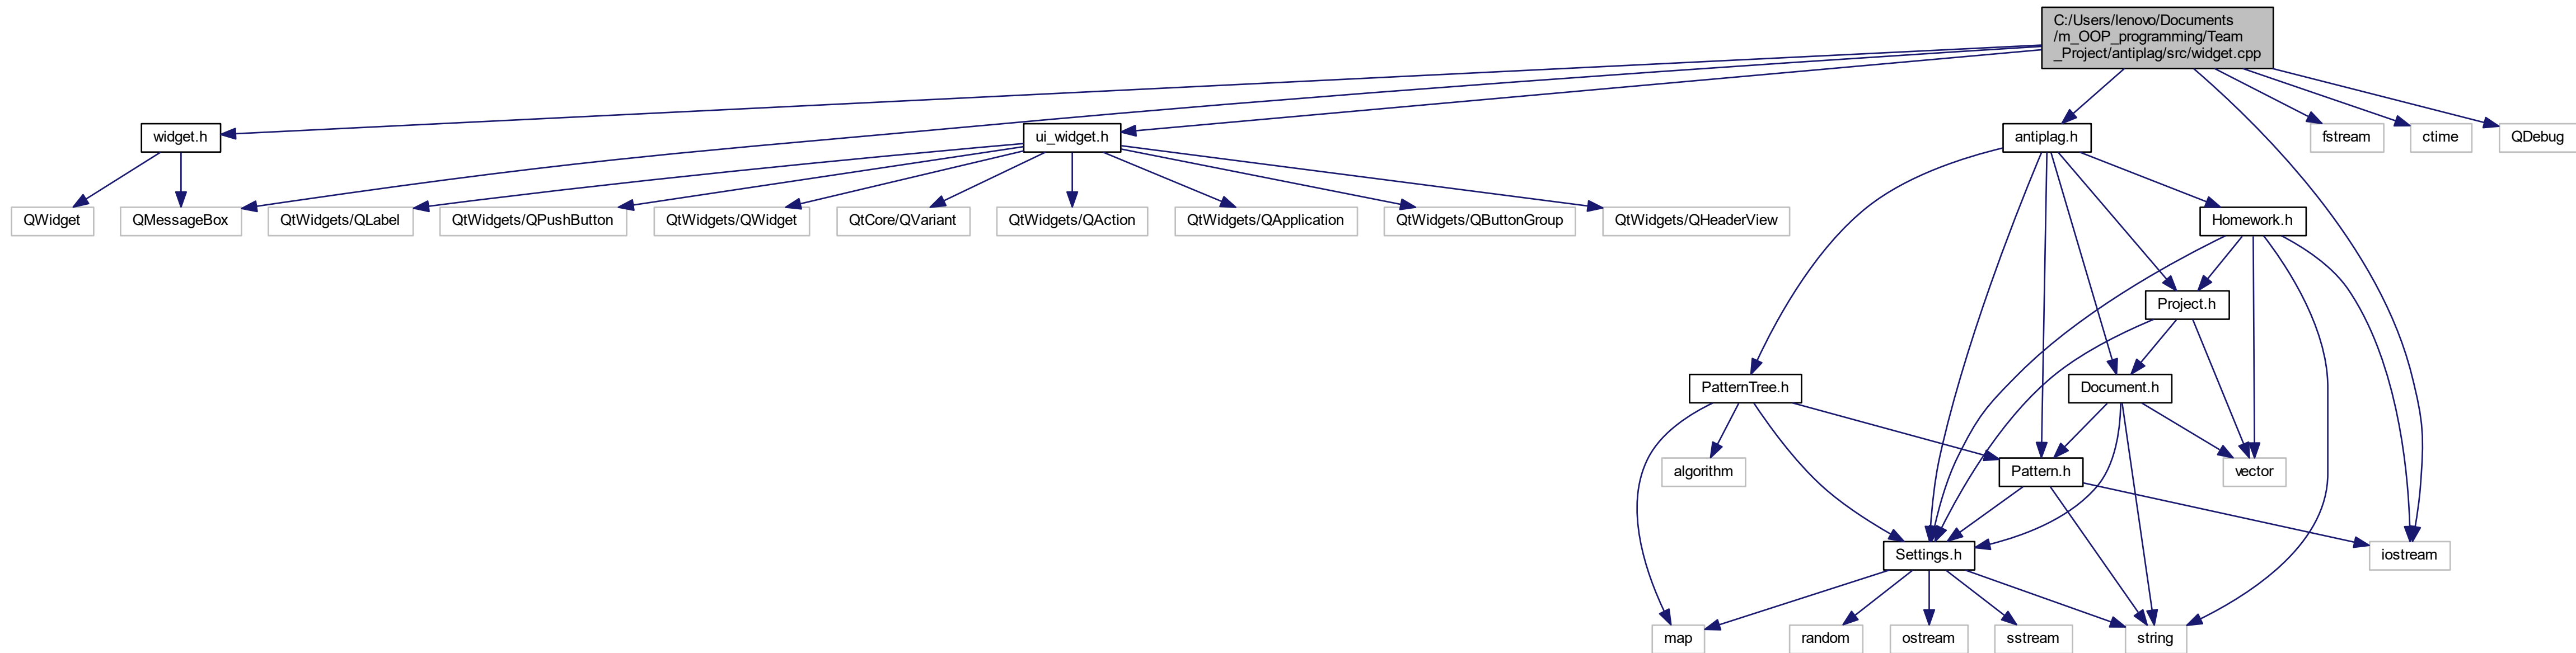 C:/Users/lenovo/Documents
/m_OOP_programming/Team
_Project/antiplag/src/widget.cpp
widget.h
ui_widget.h
antiplag.h
fstream
ctime
QDebug
QWidget
QMessageBox
QtWidgets/QLabel
QtWidgets/QPushButton
QtWidgets/QWidget
QtCore/QVariant
QtWidgets/QAction
QtWidgets/QApplication
QtWidgets/QButtonGroup
QtWidgets/QHeaderView
Homework.h
Project.h
PatternTree.h
Document.h
algorithm
Pattern.h
vector
Settings.h
iostream
map
random
ostream
sstream
string